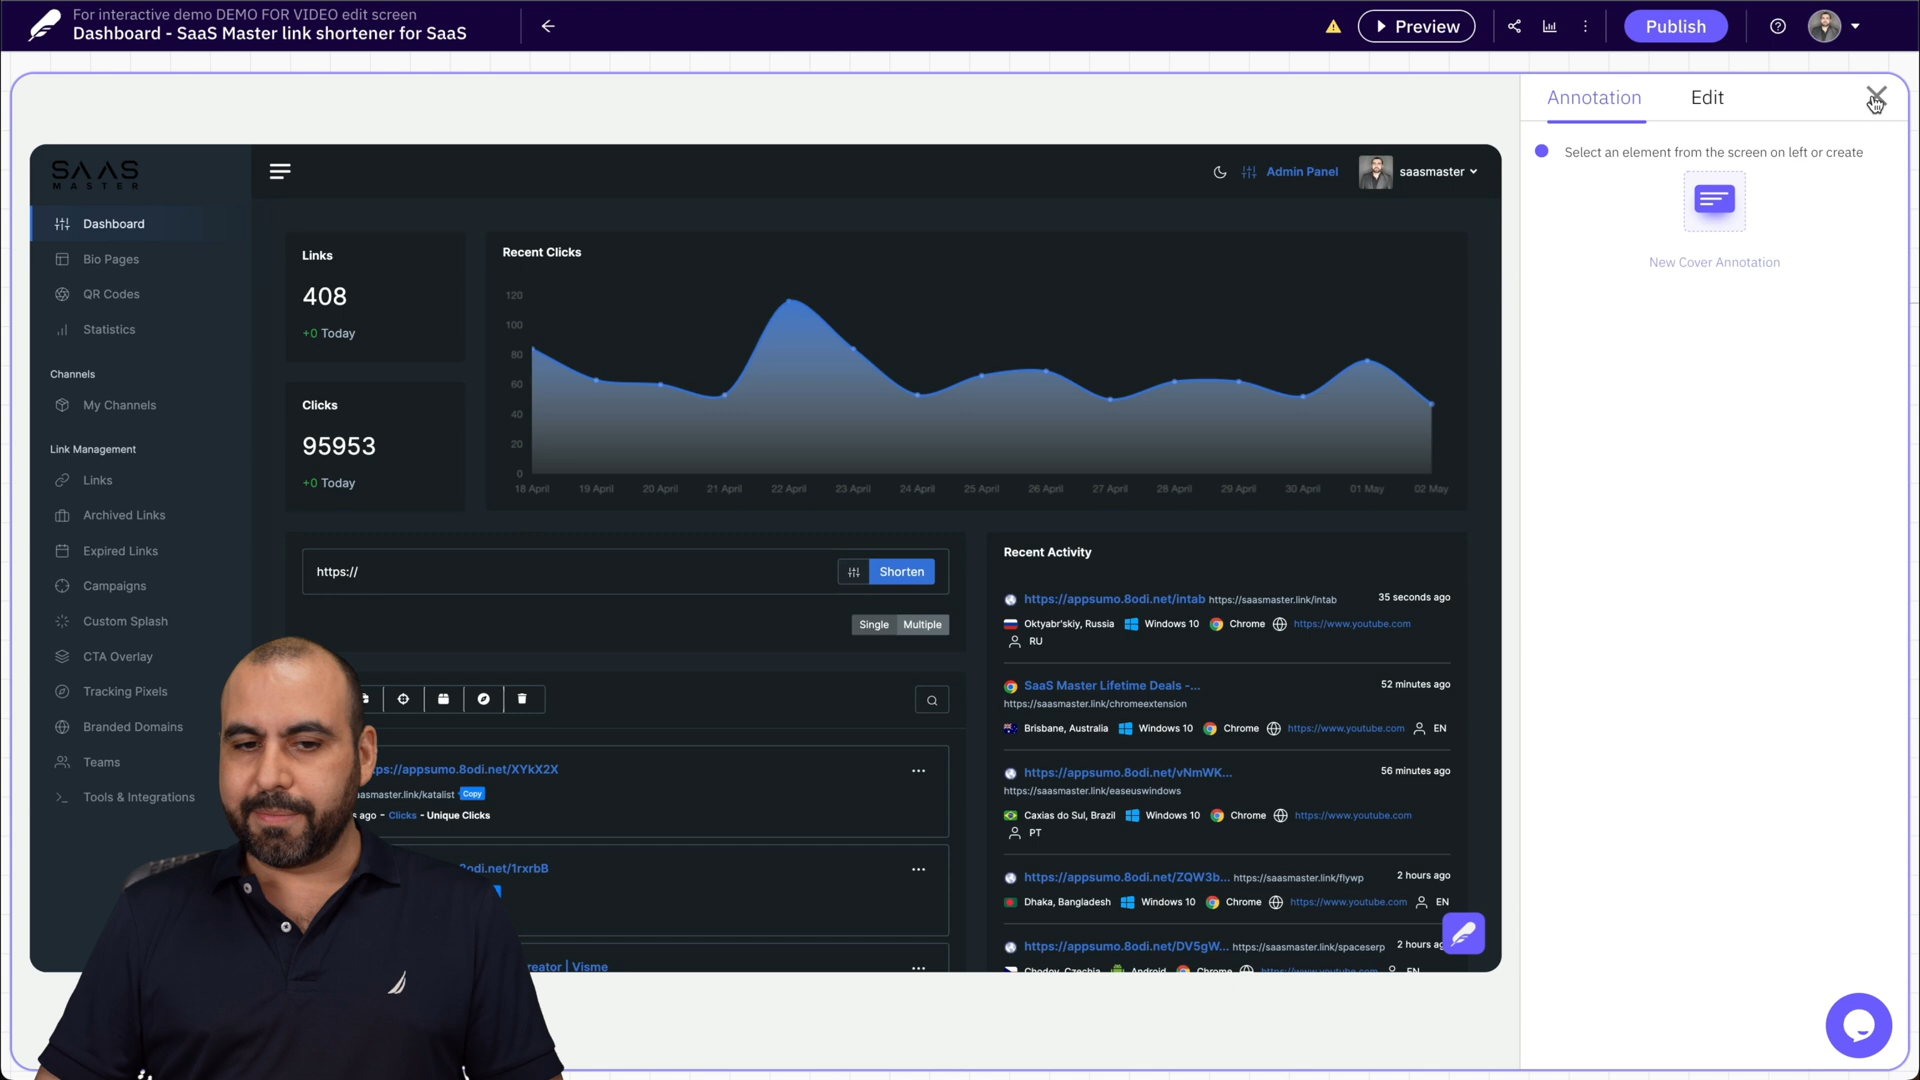 For interactive demo DEMO FOR VIDEO edit screen
Dashboard - SaaS Master link shortener for SaaS
Preview
Publish
Annotation
Edit
Select an element from the screen on left or create
New Cover Annotation
SAAS
MASTER
Admin Panel
saasmaster
Dashboard
Bio Pages
QR Codes
Statistics
Channels
My Channels
Link Management
Links
Archived Links
Expired Links
Campaigns
Custom Splash
CTA Overlay
Tracking Pixels
Branded Domains
Teams
Tools & Integrations
Links
408
+0 Today
Clicks
95953
+0 Today
Recent Clicks
120
100
80
60
40
20
0
18 April 19 April 20 April 21 April 22 April 23 April 24 April 25 April 26 April 27 April 28 April 29 April 30 April 01 May 02 May
https://
Shorten
Single Multiple
ps://appsumo.8odi.net/XYkX2X
asmaster.link/katalist Copy
s ago - Clicks - Unique Clicks
odi.net/1rxrbB
reator | Visme
Recent Activity
https://appsumo.8odi.net/intab https://saasmaster.link/intab 35 seconds ago
Oktyabr'skiy, Russia Windows 10 Chrome https://www.youtube.com
RU
SaaS Master Lifetime Deals -... 52 minutes ago
https://saasmaster.link/chromeextension
Brisbane, Australia Windows 10 Chrome https://www.youtube.com EN
https://appsumo.8odi.net/vNmWK... 56 minutes ago
https://saasmaster.link/easeuswindows
Caxias do Sul, Brazil Windows 10 Chrome https://www.youtube.com
PT
https://appsumo.8odi.net/ZQW3b... https://saasmaster.link/flywp 2 hours ago
Dhaka, Bangladesh Windows 10 Chrome https://www.youtube.com EN
https://appsumo.8odi.net/DV5gW... https://saasmaster.link/spaceserp 2 hours ag
Chodov, Czechia Android Chrome https://www.youtube.com EN